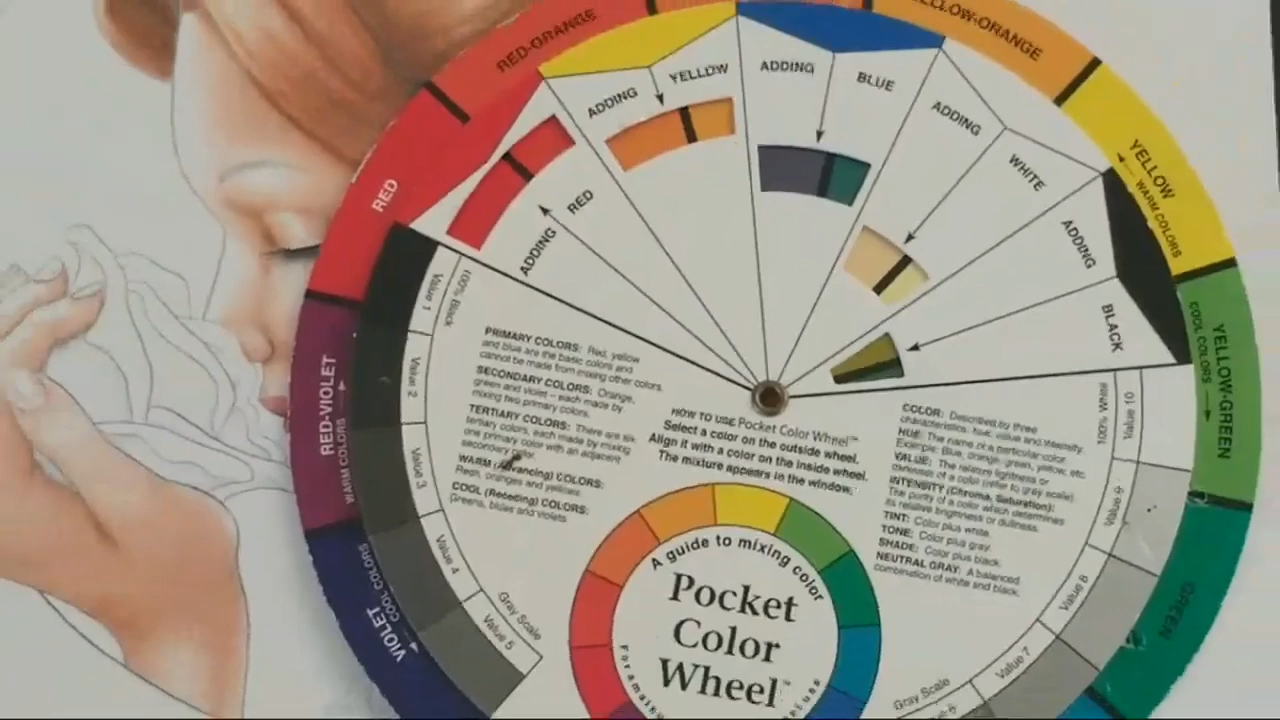 RED-ORANGE
YELLOW-ORANGE
YELLOW
WARM COLORS
COOL COLORS
YELLOW-GREEN
GREEN
RED
RED-VIOLET
WARM COLORS
COOL COLORS
VIOLET
ADDING RED
ADDING YELLOW
ADDING BLUE
ADDING WHITE
ADDING BLACK
100% Black
Value 1
Value 2
Value 3
Value 4
Value 5
Gray Scale
PRIMARY COLORS: Red, yellow
and blue are the basic colors and
cannot be made from mixing other colors.
SECONDARY COLORS: Orange,
green and violet – each made by
mixing two primary colors.
TERTIARY COLORS: There are six
tertiary colors, each made by mixing
one primary color with an adjacent
secondary color.
WARM (Advancing) COLORS:
Reds, oranges and yellows
COOL (Receding) COLORS:
Greens, blues and violets
HOW TO USE Pocket Color Wheel™
Select a color on the outside wheel.
Align it with a color on the inside wheel.
The mixture appears in the window.
COLOR: Described by three
characteristics: hue, value and intensity.
HUE: The name of a particular color.
Example: Blue, orange, green, yellow, etc.
VALUE: The relative lightness or
darkness of a color (refer to gray scale)
INTENSITY (Chroma, Saturation):
The purity of a color which determines
its relative brightness or dullness.
TINT: Color plus white.
TONE: Color plus gray.
SHADE: Color plus black.
NEUTRAL GRAY: A balanced
combination of white and black.
100% White
Value 10
Value 9
Value 8
Value 7
Gray Scale
A guide to mixing color
Pocket
Color
Wheel™